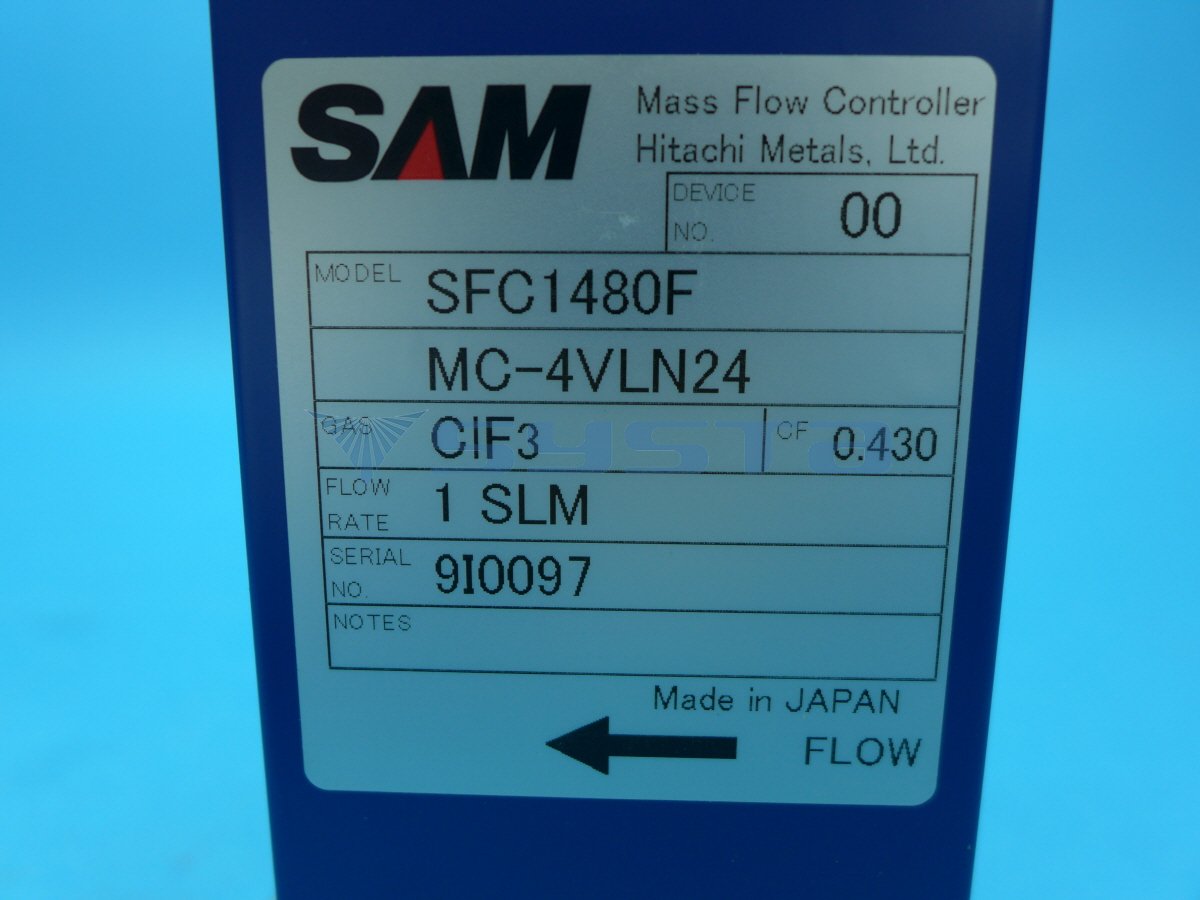 SAM
Mass Flow Controller
Hitachi Metals, Ltd.
DEVICE NO. 00
MODEL SFC1480F
MC-4VLN24
GAS ClF3 CF 0.430
FLOW RATE 1 SLM
SERIAL NO. 9I0097
NOTES
Made in JAPAN
FLOW